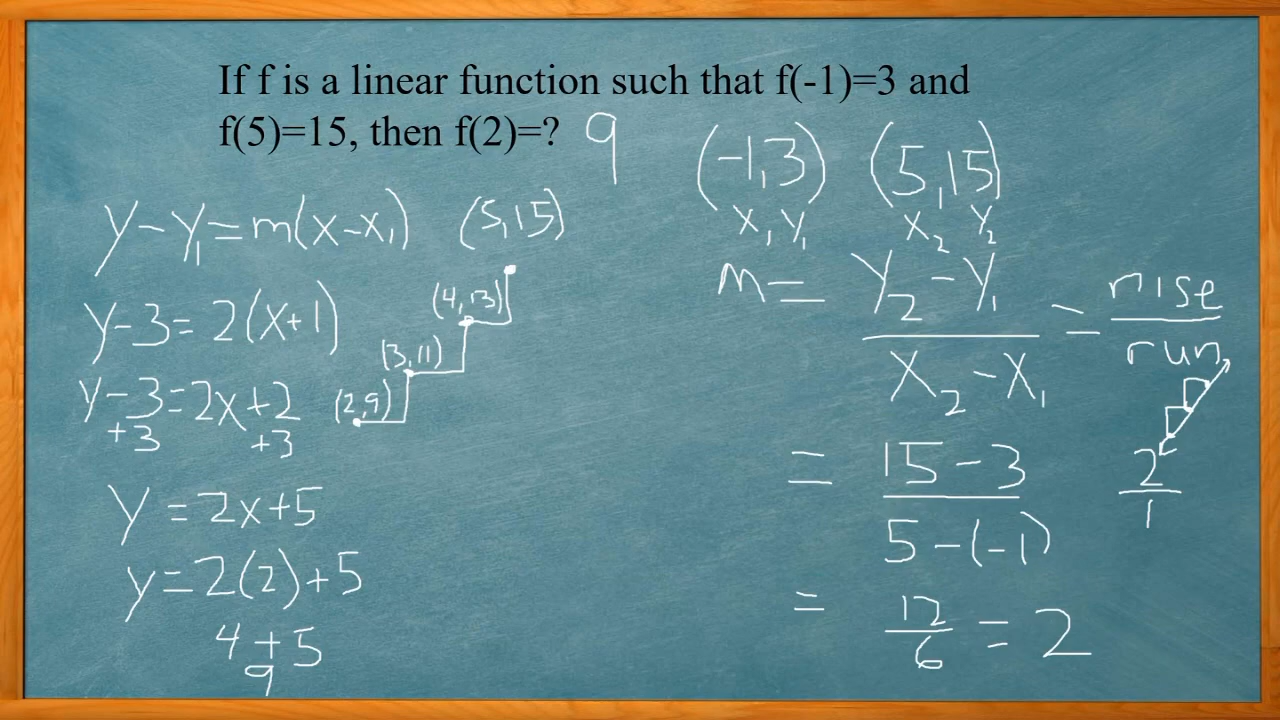 If f is a linear function such that f(-1)=3 and
f(5)=15, then f(2)=? 9
(-1,3) (5,15)
x₁ y₁ x₂ y₂
y-y₁=m(x-x₁) (5,15)
y-3=2(x+1) (4,13)
(3,11)
y-3=2x+2 (2,9)
+3 +3
y=2x+5
y=2(2)+5
4+5
9
m= y₂-y₁ = rise
x₂-x₁ run
= 15-3 2
5-(-1) 1
= 12 = 2
6